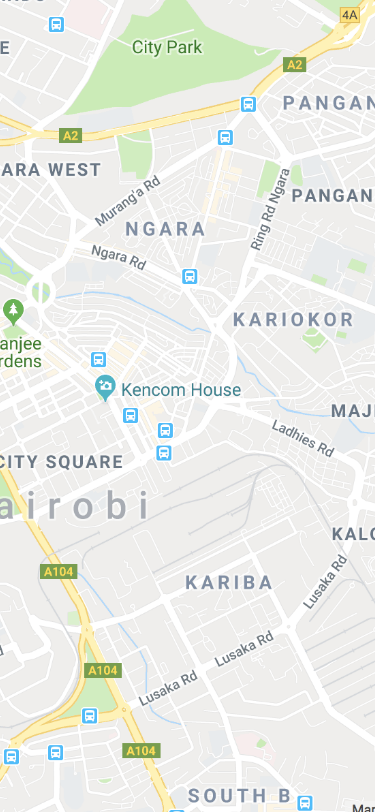 4A
City Park
A2
PANGAN
A2
ARA WEST
PANGAN
Murang'a Rd
Ring Rd Ngara
NGARA
Ngara Rd
KARIOKOR
anjee
rdens
Kencom House
MAJ
Ladhies Rd
CITY SQUARE
airobi
KALO
A104
KARIBA
Lusaka Rd
Lusaka Rd
A104
Lusaka Rd
A104
SOUTH B
Mar